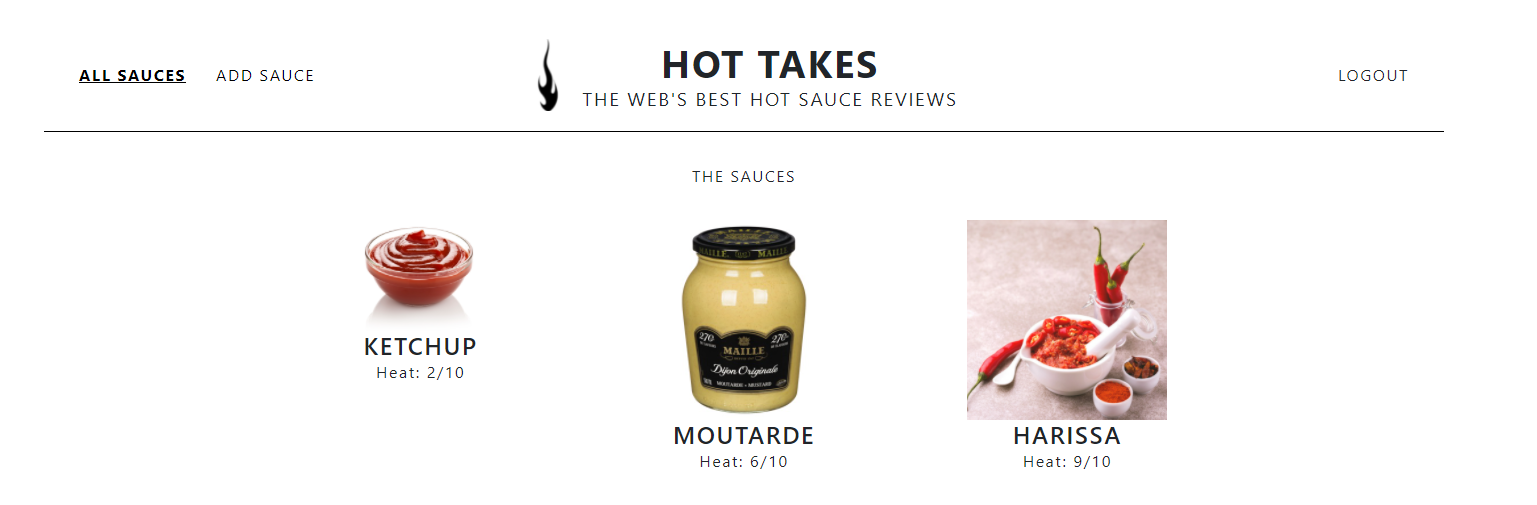 ALL SAUCES
ADD SAUCE
HOT TAKES
THE WEB'S BEST HOT SAUCE REVIEWS
LOGOUT
THE SAUCES
KETCHUP
Heat: 2/10
MAILLE
270
270
MAILLE
Dijon Originale
MOUTARDE • MUSTARD
MOUTARDE
Heat: 6/10
HARISSA
Heat: 9/10